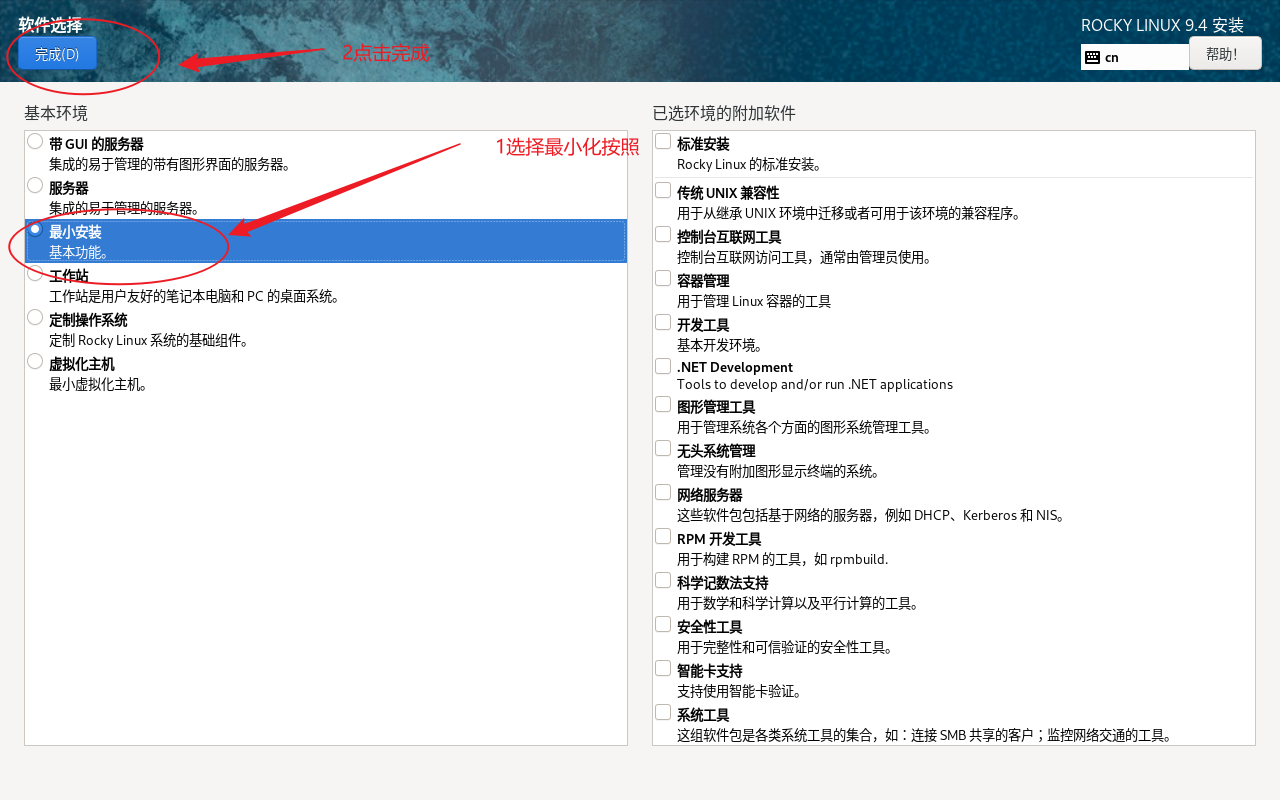 软件选择
ROCKY LINUX 9.4 安装
完成(D)
2点击完成
cn
帮助!
基本环境
已选环境的附加软件
1选择最小化按照
带 GUI 的服务器
集成的易于管理的带有图形界面的服务器。
服务器
集成的易于管理的服务器。
最小安装
基本功能。
工作站
工作站是用户友好的笔记本电脑和 PC 的桌面系统。
定制操作系统
定制 Rocky Linux 系统的基础组件。
虚拟化主机
最小虚拟化主机。
标准安装
Rocky Linux 的标准安装。
传统 UNIX 兼容性
用于从继承 UNIX 环境中迁移或者可用于该环境的兼容程序。
控制台互联网工具
控制台互联网访问工具，通常由管理员使用。
容器管理
用于管理 Linux 容器的工具
开发工具
基本开发环境。
.NET Development
Tools to develop and/or run .NET applications
图形管理工具
用于管理系统各个方面的图形系统管理工具。
无头系统管理
管理没有附加图形显示终端的系统。
网络服务器
这些软件包包括基于网络的服务器，例如 DHCP、Kerberos 和 NIS。
RPM 开发工具
用于构建 RPM 的工具，如 rpmbuild.
科学记数法支持
用于数学和科学计算以及平行计算的工具。
安全性工具
用于完整性和可信验证的安全性工具。
智能卡支持
支持使用智能卡验证。
系统工具
这组软件包是各类系统工具的集合，如：连接 SMB 共享的客户；监控网络交通的工具。